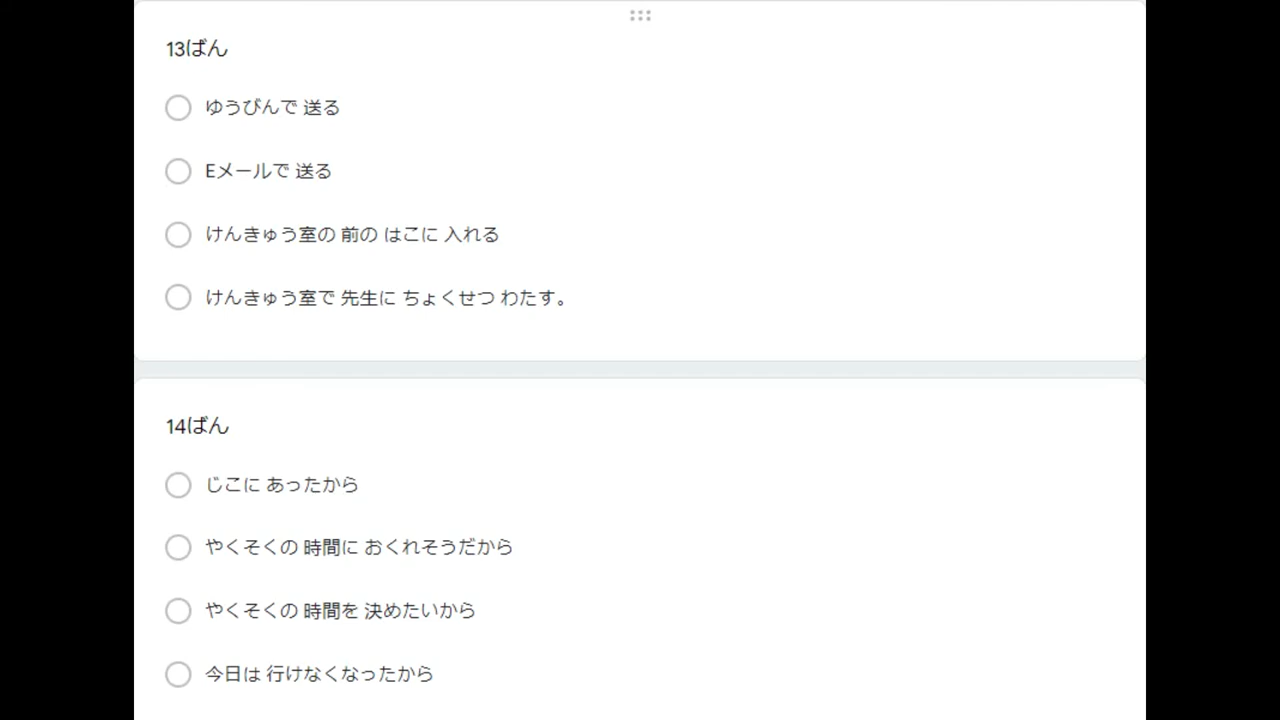 13ばん
ゆうびんで 送る
Eメールで 送る
けんきゅう室の 前の はこに 入れる
けんきゅう室で 先生に ちょくせつ わたす。
14ばん
じこに あったから
やくそくの 時間に おくれそうだから
やくそくの 時間を 決めたいから
今日は 行けなくなったから